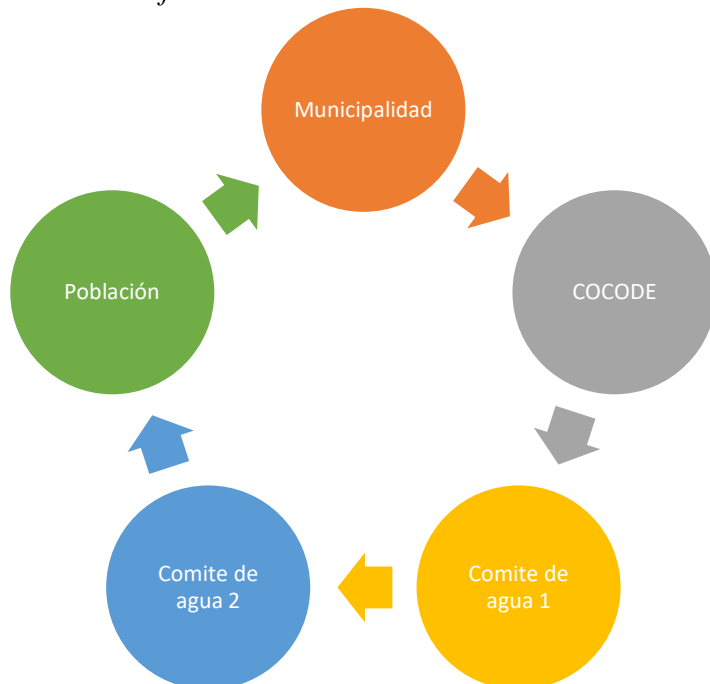 Municipalidad
COCODE
Comite de
agua 1
Comite de
agua 2
Población